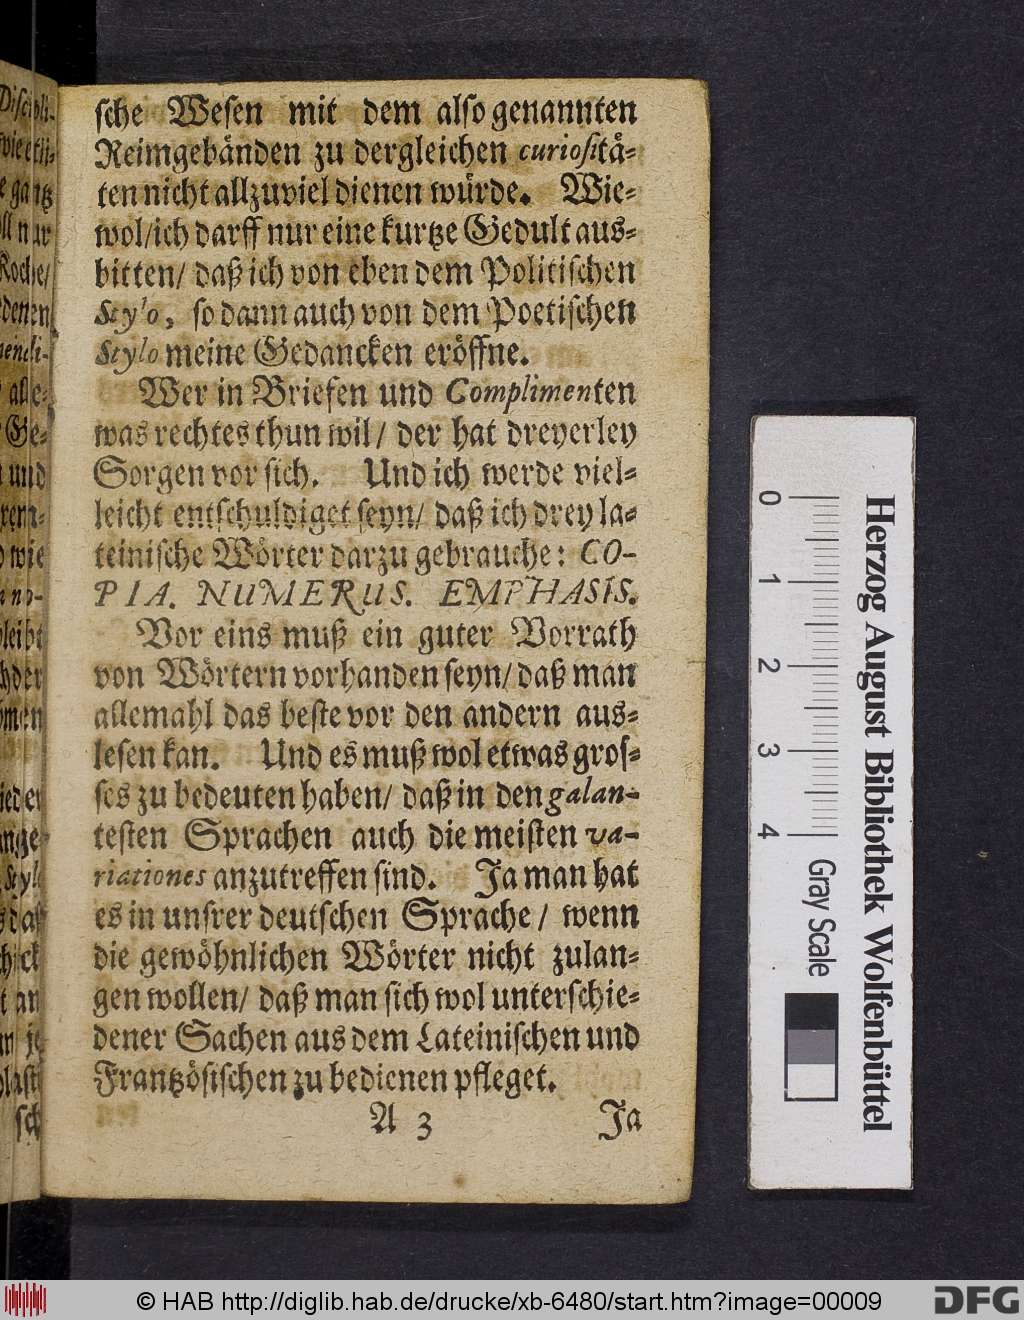 sche Wesen mit dem also genannten
Reimgebänden zu dergleichen curiositä=
ten nicht allzuviel dienen würde. Wie=
wol/ich darff nur eine kurtze Gedult aus=
bitten/ daß ich von eben dem Politischen
Stylo, so dann auch von dem Poetischen
Stylo meine Gedancken eröffne.
Wer in Briefen und Complimenten
was rechtes thun wil/ der hat dreyerley
Sorgen vor sich. Und ich werde viel=
leicht entschuldiget seyn/ daß ich drey la=
teinische Wörter darzu gebrauche: CO-
PIA. NUMERUS. EMPHASIS.
Vor eins muß ein guter Vorrath
von Wörtern vorhanden seyn/ daß man
allemahl das beste vor den andern aus=
lesen kan. Und es muß wol etwas gros=
ses zu bedeuten haben/ daß in den galan-
testen Sprachen auch die meisten va-
riationes anzutreffen sind. Ja man hat
es in unsrer deutschen Sprache / wenn
die gewöhnlichen Wörter nicht zulan=
gen wollen/ daß man sich wol unterschie=
dener Sachen aus dem Lateinischen und
Frantzösischen zu bedienen pfleget.
A 3 Ja
0 1 2 3 4
Gray Scale
Herzog August Bibliothek Wolfenbüttel
© HAB http://diglib.hab.de/drucke/xb-6480/start.htm?image=00009
DFG